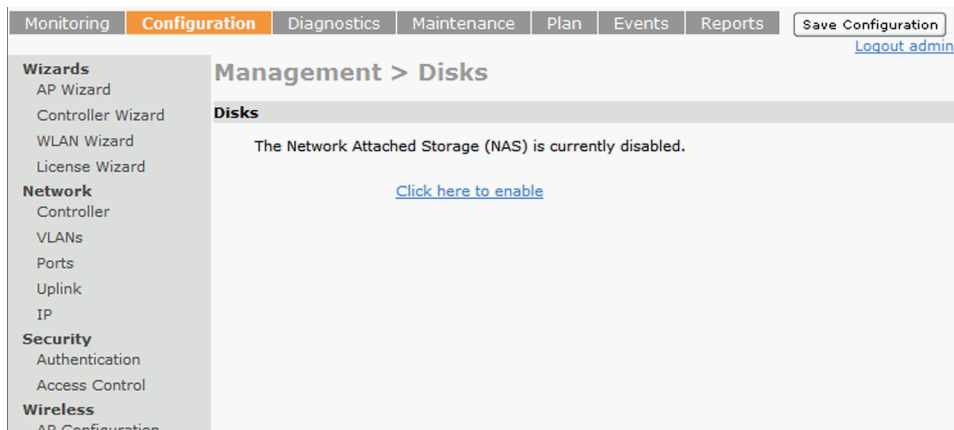 Monitoring Configuration Diagnostics Maintenance Plan Events Reports Save Configuration
Logout admin
Wizards
AP Wizard
Controller Wizard
WLAN Wizard
License Wizard
Network
Controller
VLANs
Ports
Uplink
IP
Security
Authentication
Access Control
Wireless
AP Configuration
Management > Disks
Disks
The Network Attached Storage (NAS) is currently disabled.
Click here to enable